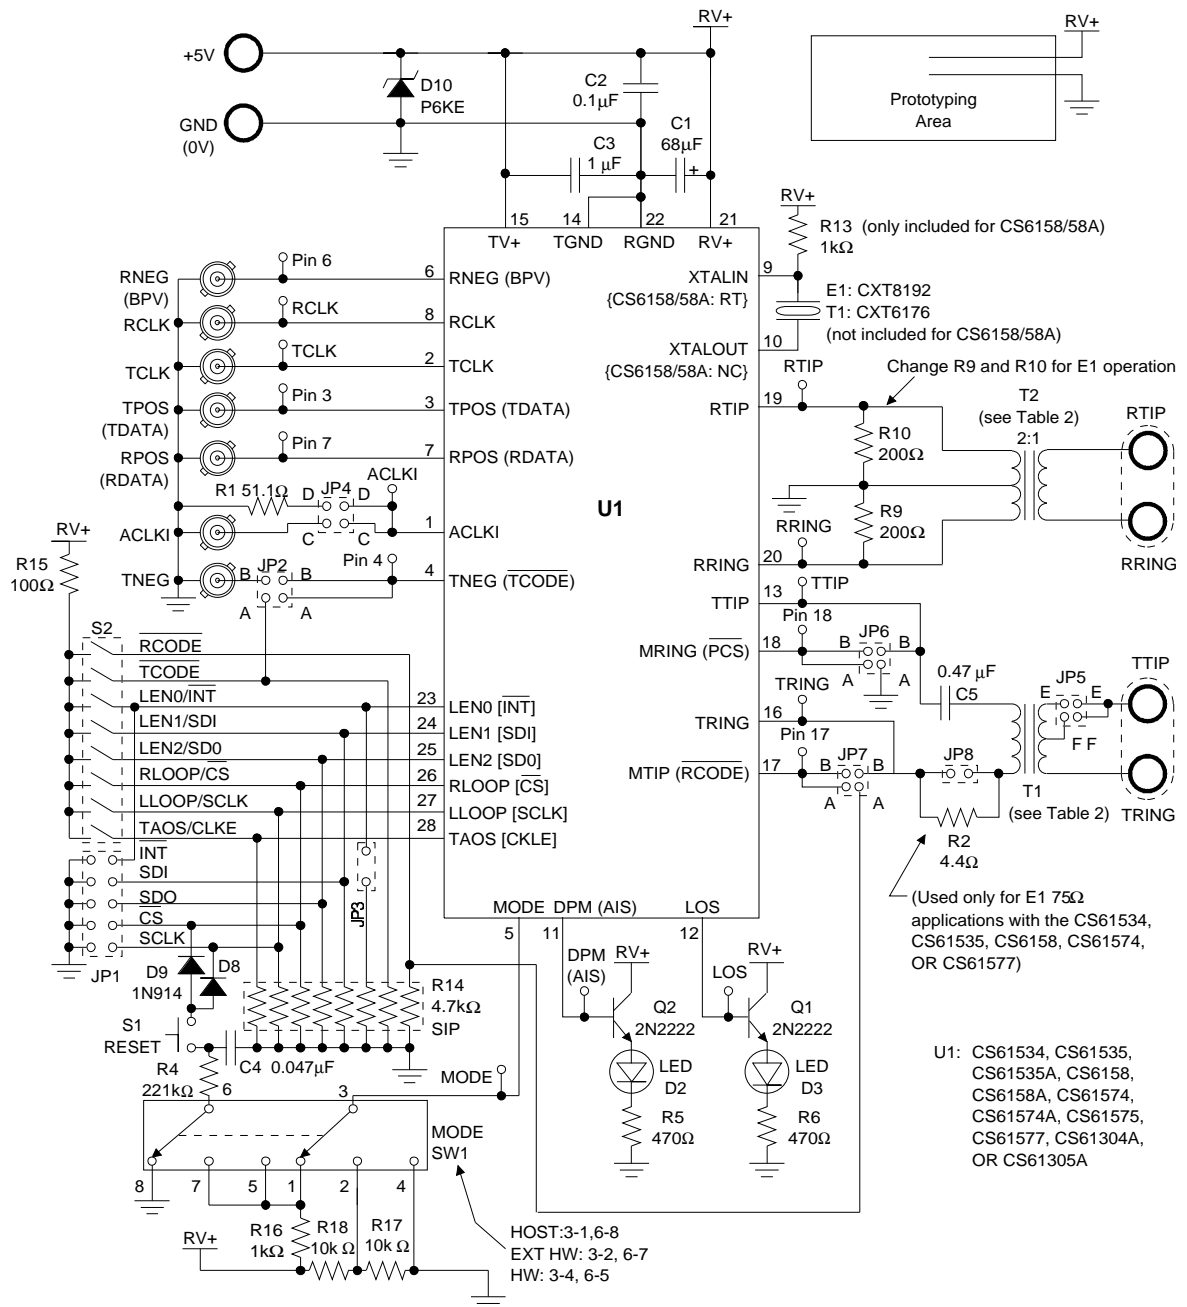 RV+
RV+
+5V
D10
P6KE
C2
0.1µF
Prototyping
Area
GND
(0V)
C3
1 µF
C1
68µF
+
RV+
15
14
22
21
TV+
TGND
RGND
RV+
R13 (only included for CS6158/58A)
1kΩ
Pin 6
RNEG
(BPV)
6
RNEG (BPV)
XTALIN
9
{CS6158/58A: RT}
E1: CXT8192
T1: CXT6176
(not included for CS6158/58A)
RCLK
RCLK
8
RCLK
XTALOUT
10
{CS6158/58A: NC}
TCLK
TCLK
2
TCLK
RTIP
Change R9 and R10 for E1 operation
Pin 3
TPOS
(TDATA)
3
TPOS (TDATA)
RTIP
19
T2
(see Table 2)
2:1
RTIP
R10
200Ω
Pin 7
RPOS
(RDATA)
7
RPOS (RDATA)
ACLKI
R1 51.1Ω
D
JP4
D
U1
R9
200Ω
RRING
ACLKI
C
C
1
ACLKI
RV+
R15
100Ω
Pin 4
JP2
TNEG
B
B
4
TNEG (TCODE)
RRING
20
RRING
A
A
TTIP
TTIP
13
Pin 18
S2
RCODE
MRING (PCS)
18
B
JP6
B
A
TCODE
0.47 µF
C5
TTIP
E
JP5
E
LEN0/INT
23
LEN0 [INT]
TRING
LEN1/SDI
24
LEN1 [SDI]
TRING
16
Pin 17
LEN2/SD0
25
LEN2 [SD0]
F F
RLOOP/CS
26
RLOOP [CS]
MTIP (RCODE)
17
B
JP7
B
A
A
JP8
LLOOP/SCLK
27
LLOOP [SCLK]
T1
(see Table 2)
TRING
TAOS/CLKE
28
TAOS [CKLE]
R2
4.4Ω
INT
SDI
SDO
CS
SCLK
JP1
JP3
(Used only for E1 75Ω
applications with the CS61534,
CS61535, CS6158, CS61574,
OR CS61577)
MODE
DPM (AIS)
LOS
5
11
12
D9
1N914
D8
R14
4.7kΩ
SIP
DPM
(AIS)
RV+
LOS
RV+
Q2
2N2222
Q1
2N2222
S1
RESET
R4
221kΩ
C4
0.047µF
LED
D2
LED
D3
U1: CS61534, CS61535,
CS61535A, CS6158,
CS6158A, CS61574,
CS61574A, CS61575,
CS61577, CS61304A,
OR CS61305A
6
3
MODE
R5
470Ω
R6
470Ω
MODE
SW1
8
7
5
1
2
4
RV+
R16
1kΩ
R18
10k Ω
R17
10k Ω
HOST:3-1,6-8
EXT HW: 3-2, 6-7
HW: 3-4, 6-5